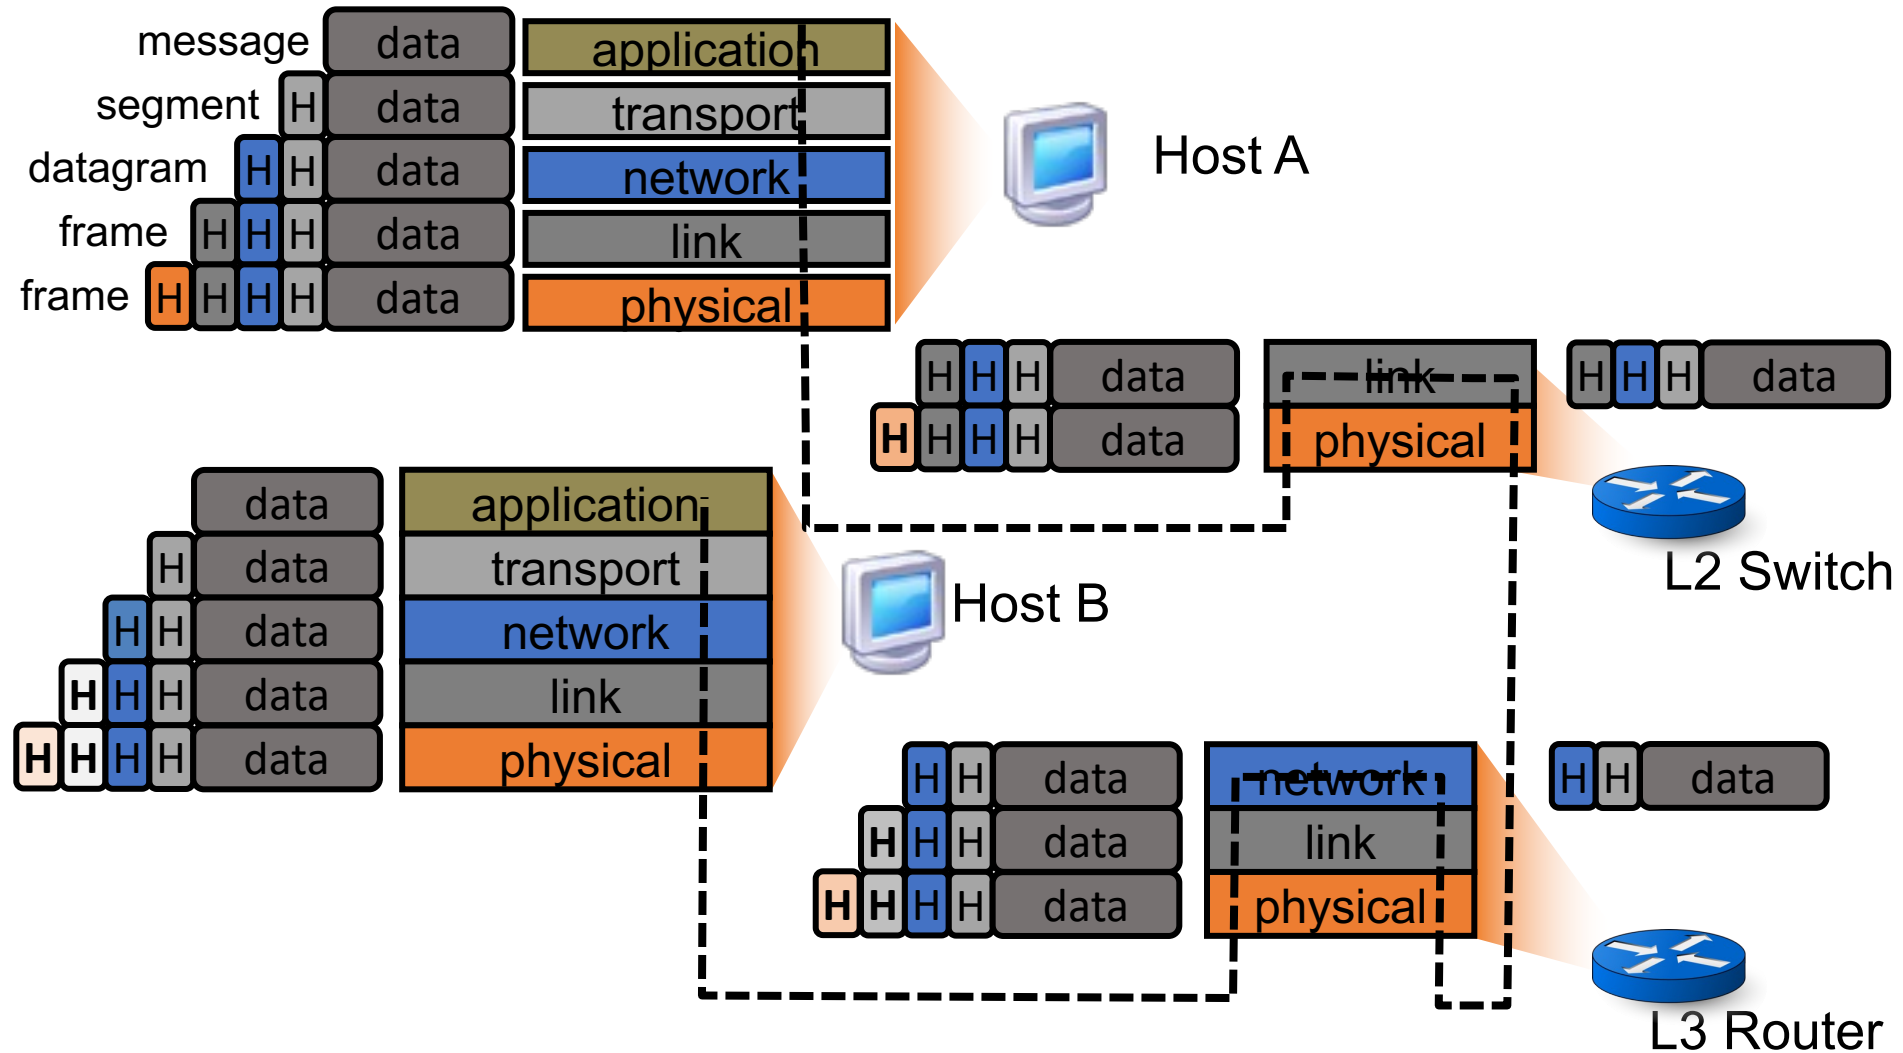 message data application
segment H data transport
datagram H H data network
frame H H H data link
frame H H H H data physical
Host A
H H H data link H H H data
H H H H data physical
L2 Switch
data application
H data transport
H H data network
H H H data link
H H H H data physical
Host B
H H data network H H data
H H H data link
H H H H data physical
L3 Router